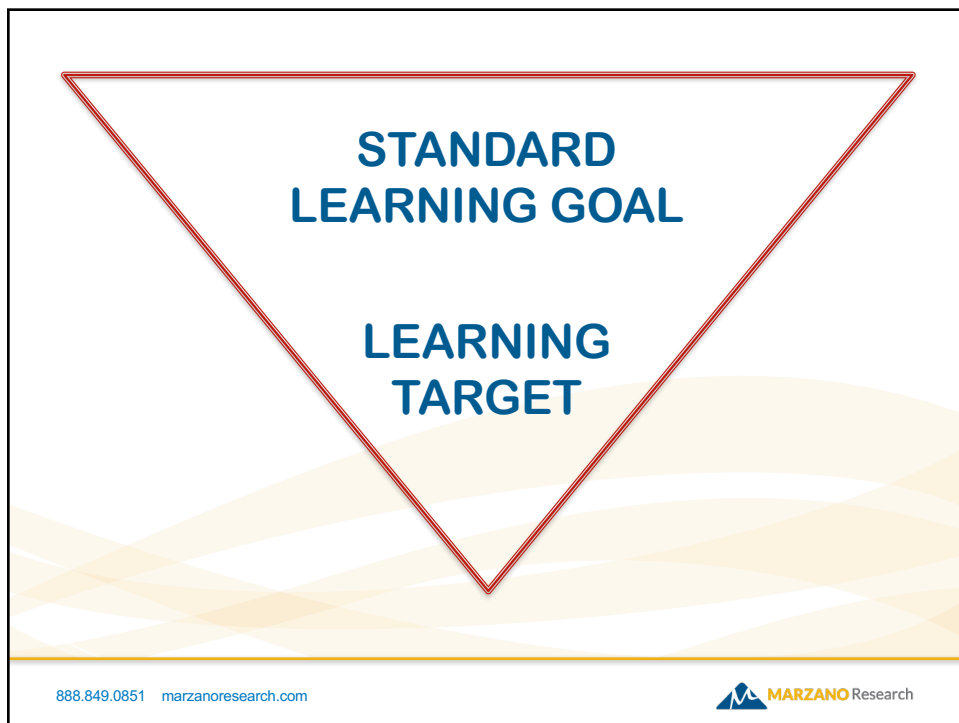 STANDARD
LEARNING GOAL
LEARNING
TARGET
888.849.0851 marzanoresearch.com
MARZANO Research